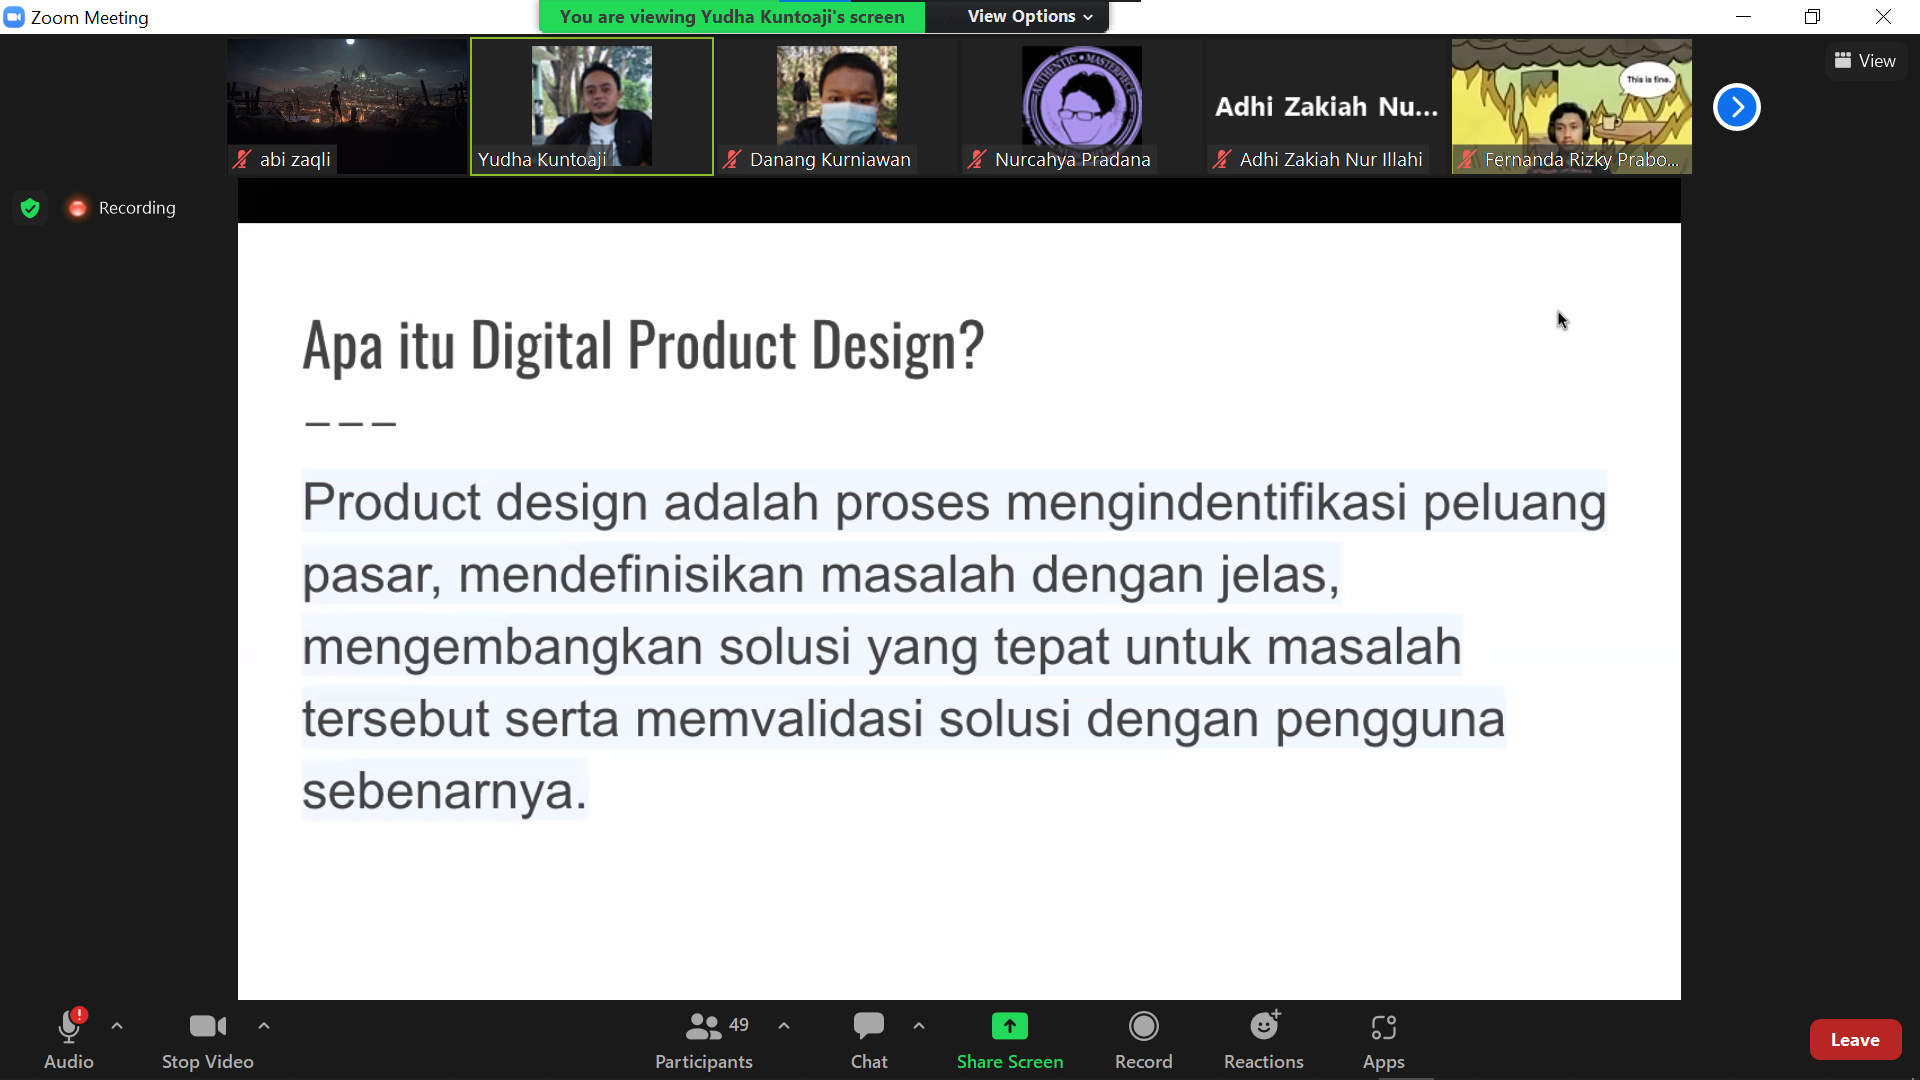 Zoom Meeting
You are viewing Yudha Kuntoaji's screen
View Options
View
This is fine.
AUTHENTIC • MASTERPIECE
Adhi Zakiah Nu...
abi zaqli
Yudha Kuntoaji
Danang Kurniawan
Nurcahya Pradana
Adhi Zakiah Nur Illahi
Fernanda Rizky Prabo...
Recording
Apa itu Digital Product Design?
Product design adalah proses mengindentifikasi peluang
pasar, mendefinisikan masalah dengan jelas,
mengembangkan solusi yang tepat untuk masalah
tersebut serta memvalidasi solusi dengan pengguna
sebenarnya.
49
Audio
Stop Video
Participants
Chat
Share Screen
Record
Reactions
Apps
Leave